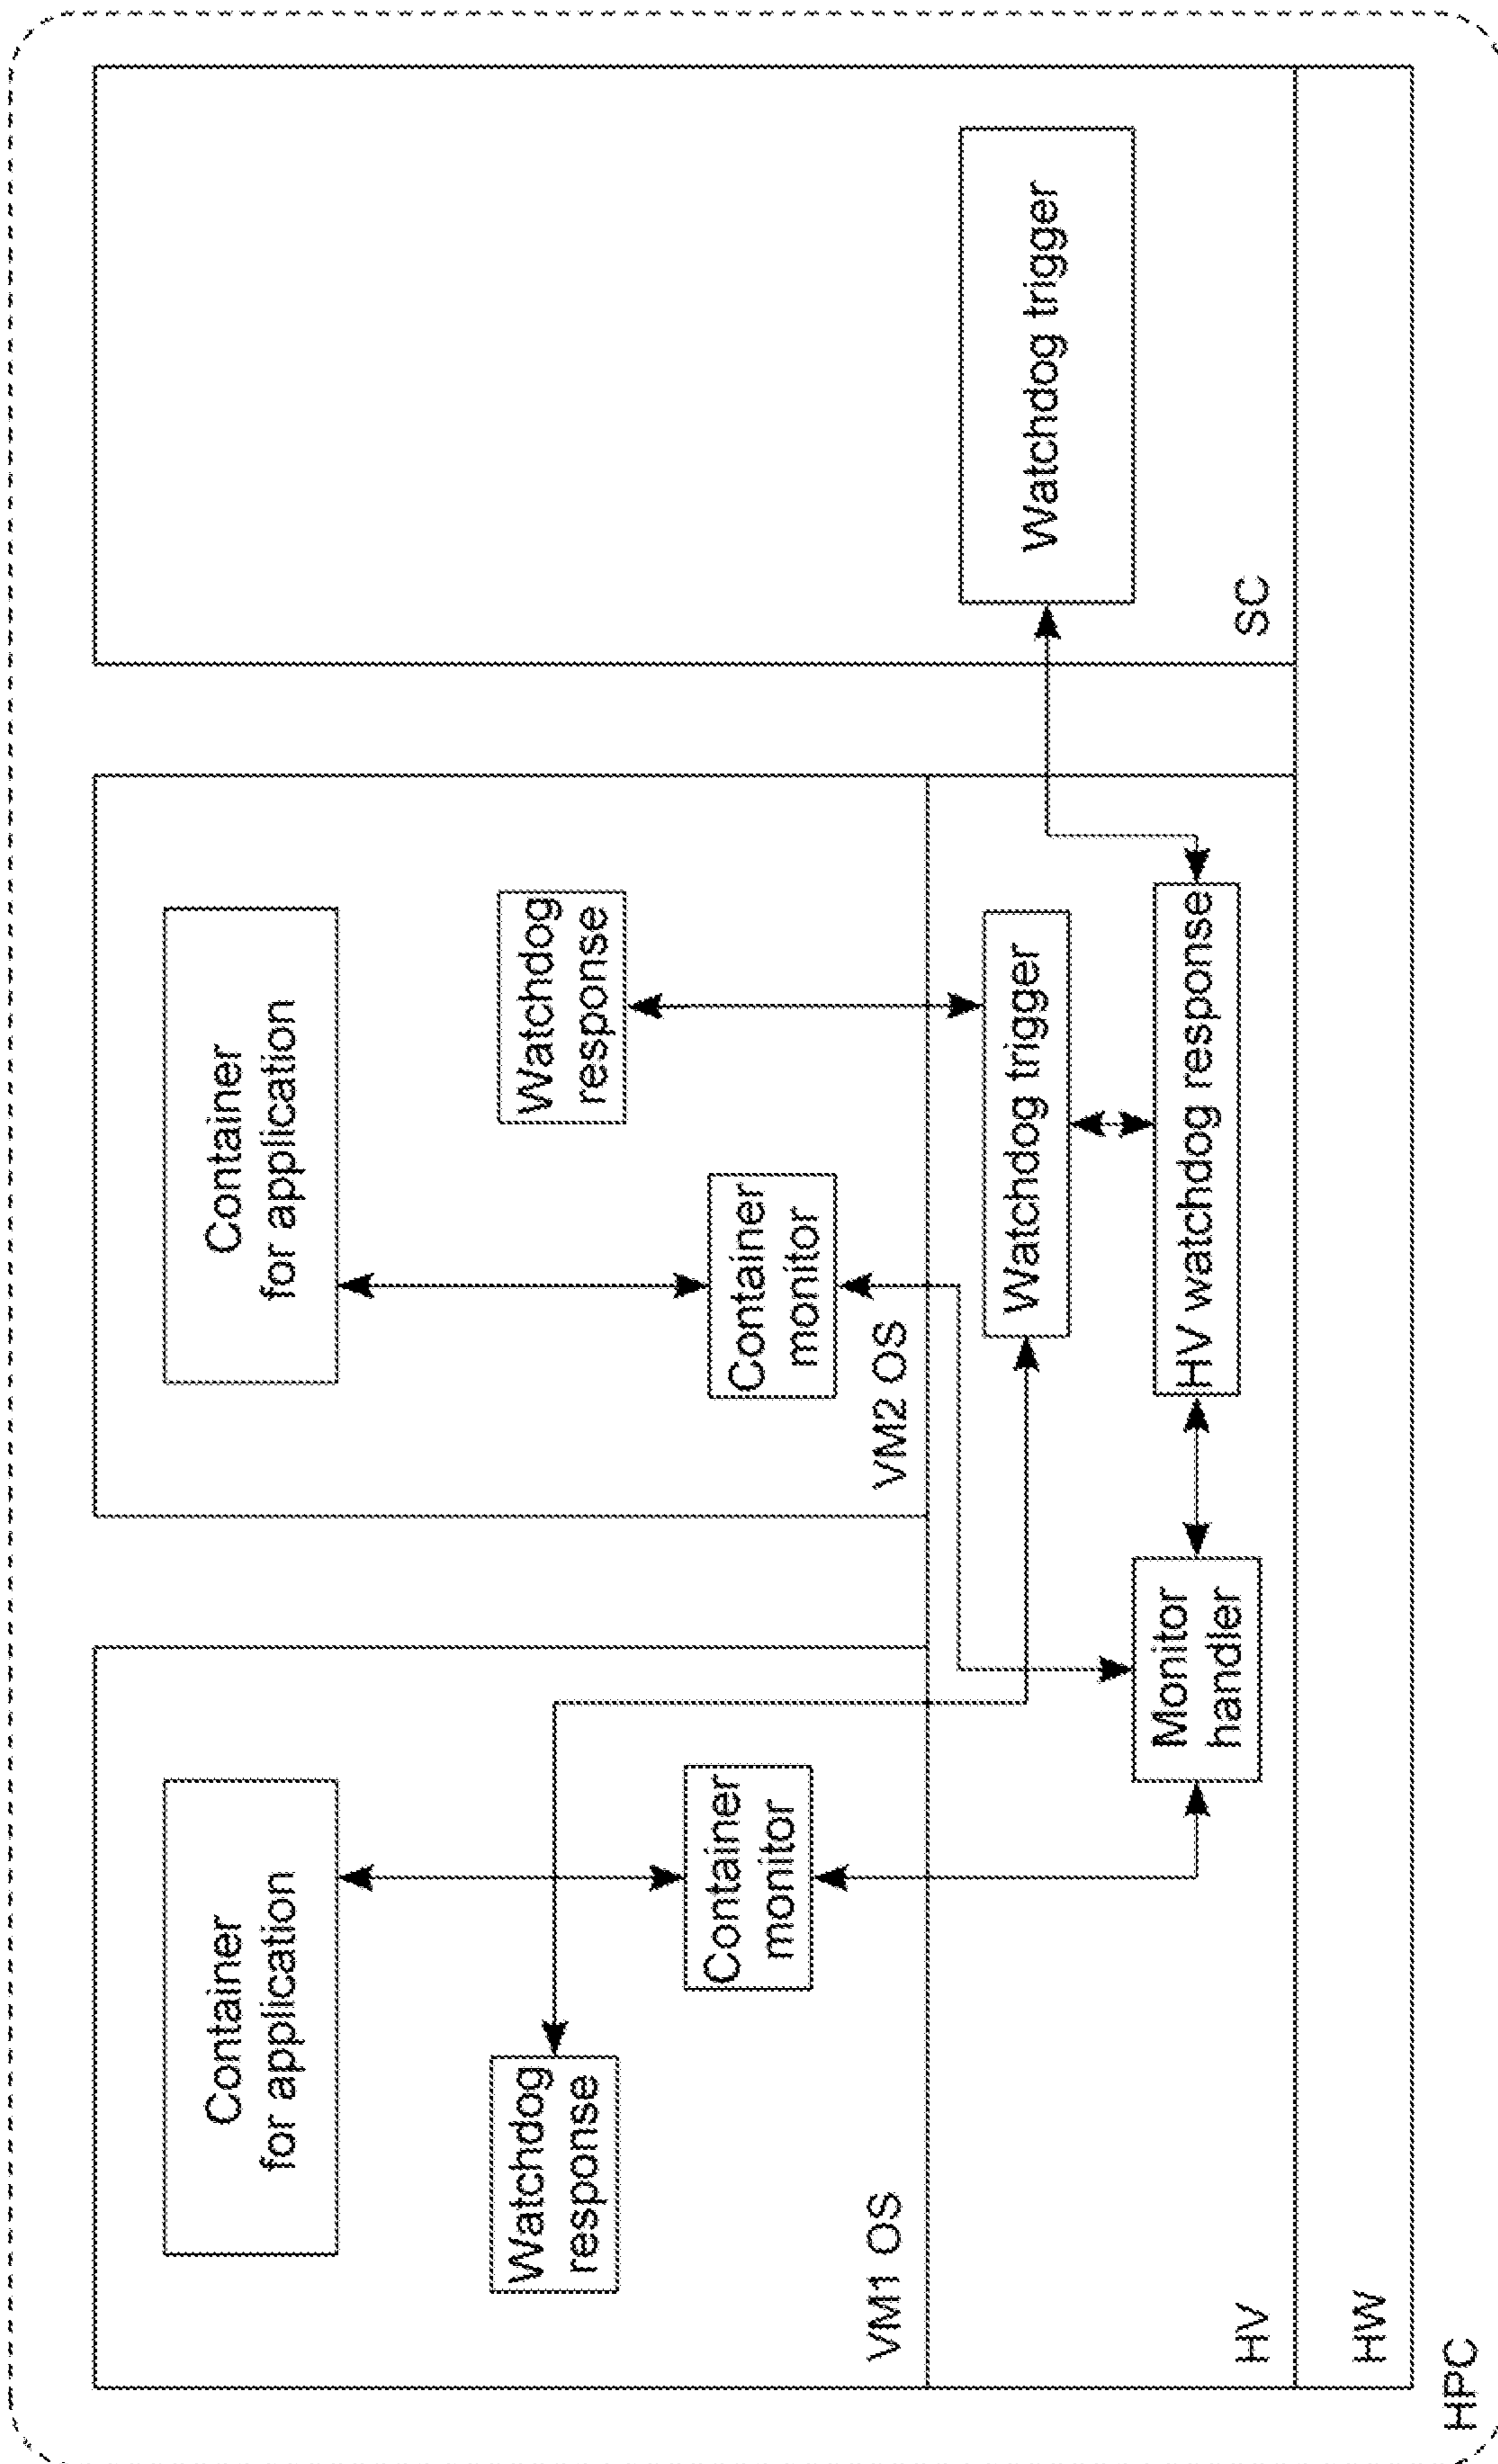 Container
for application
Watchdog
response
Container
monitor
VM1 OS
Container
for application
Watchdog
response
Container
monitor
VM2 OS
Watchdog trigger
SC
Watchdog trigger
HV watchdog response
Monitor
handler
HV
HW
HPC